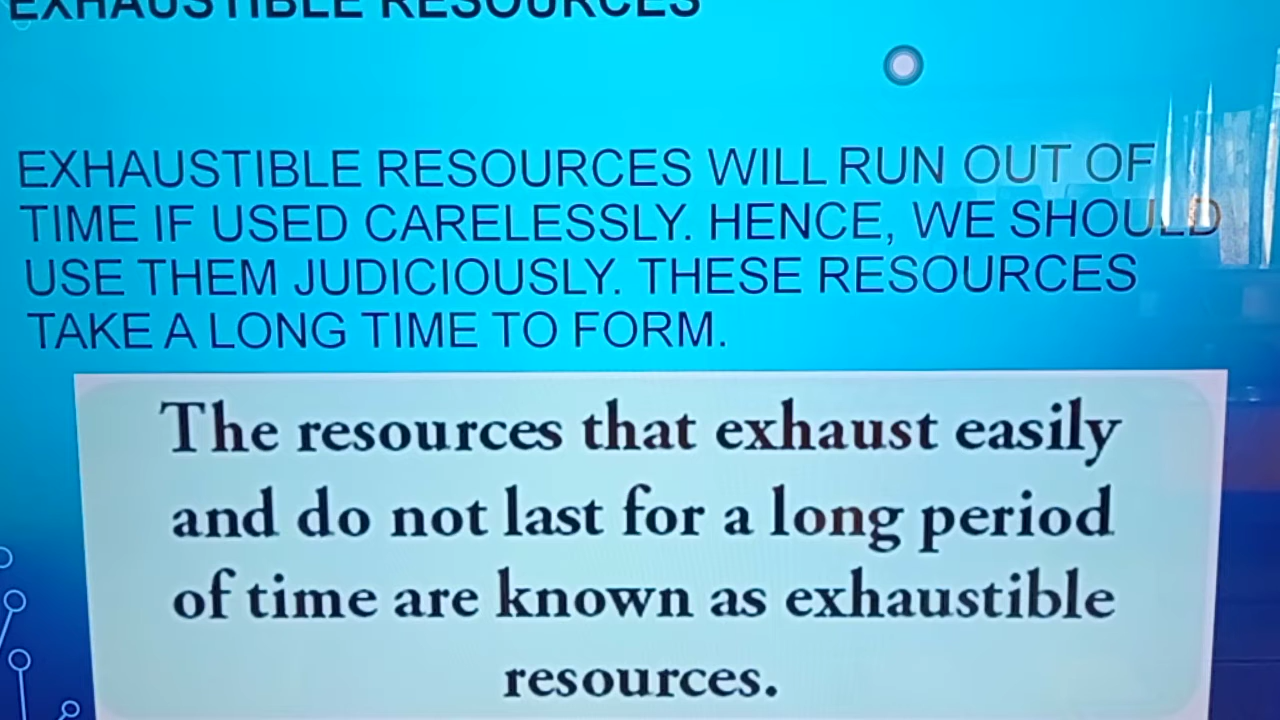 EXHAUSTIBLE RESOURCES
EXHAUSTIBLE RESOURCES WILL RUN OUT OF
TIME IF USED CARELESSLY. HENCE, WE SHOULD
USE THEM JUDICIOUSLY. THESE RESOURCES
TAKE A LONG TIME TO FORM.
The resources that exhaust easily
and do not last for a long period
of time are known as exhaustible
resources.